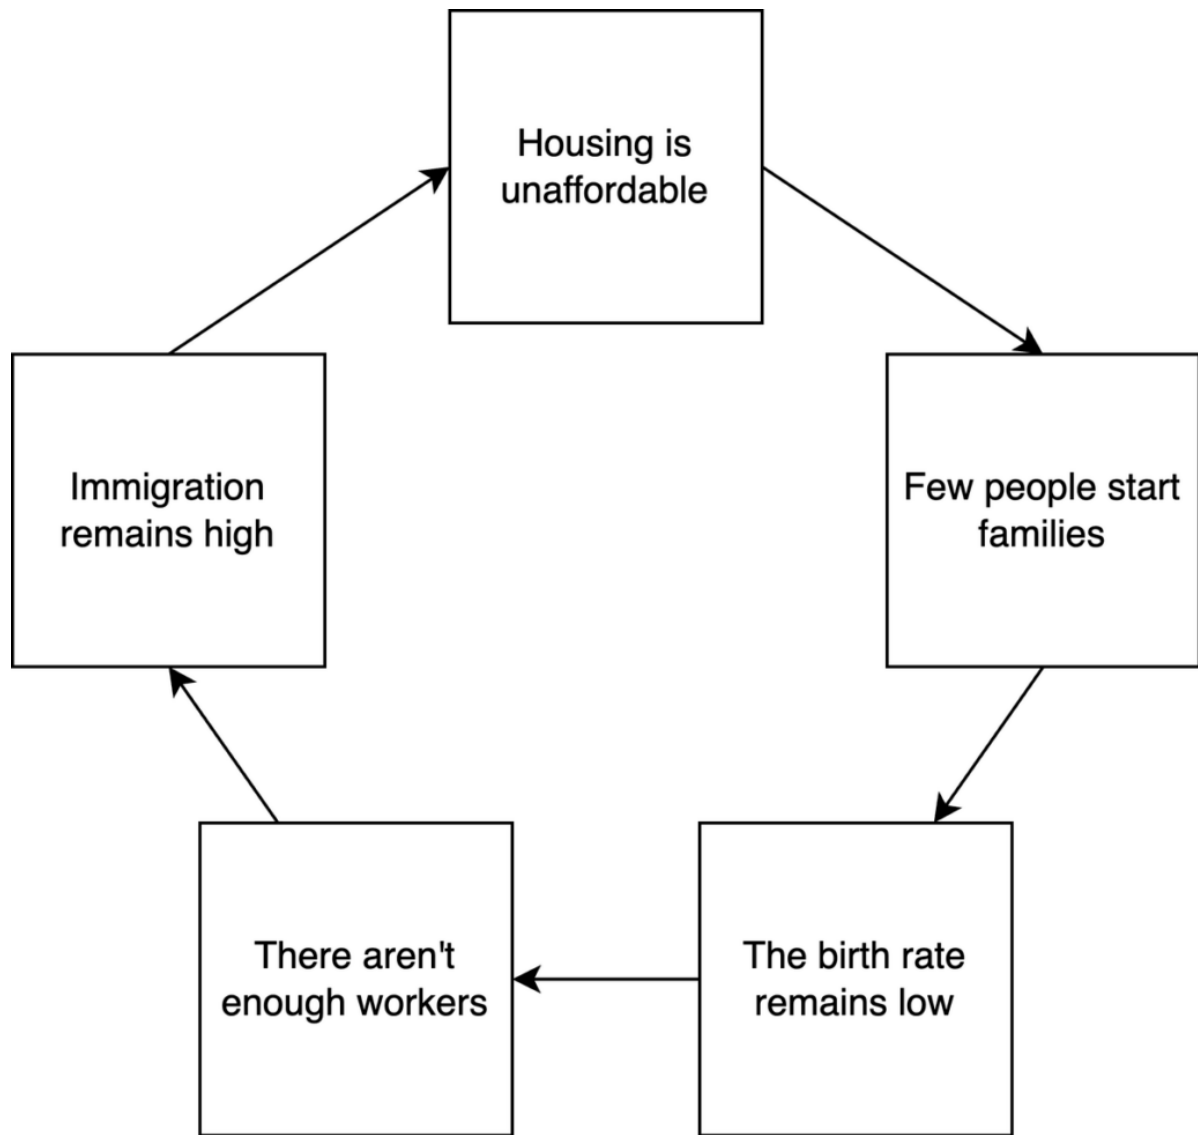 Housing is
unaffordable
Few people start
families
The birth rate
remains low
There aren't
enough workers
Immigration
remains high